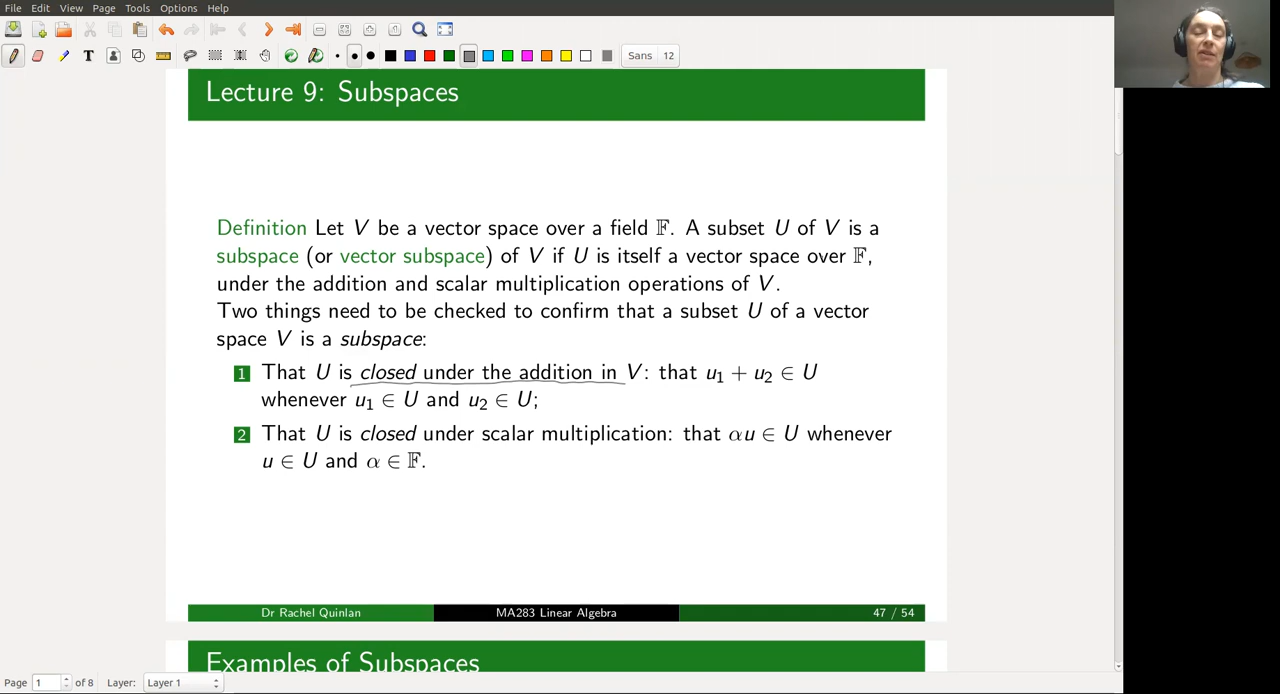 File Edit View Page Tools Options Help
Sans 12
Lecture 9: Subspaces
Definition Let V be a vector space over a field 𝔽. A subset U of V is a
subspace (or vector subspace) of V if U is itself a vector space over 𝔽,
under the addition and scalar multiplication operations of V.
Two things need to be checked to confirm that a subset U of a vector
space V is a subspace:
1 That U is closed under the addition in V: that u₁ + u₂ ∈ U
whenever u₁ ∈ U and u₂ ∈ U;
2 That U is closed under scalar multiplication: that αu ∈ U whenever
u ∈ U and α ∈ 𝔽.
Dr Rachel Quinlan MA283 Linear Algebra 47 / 54
Examples of Subspaces
Page 1 of 8 Layer: Layer 1